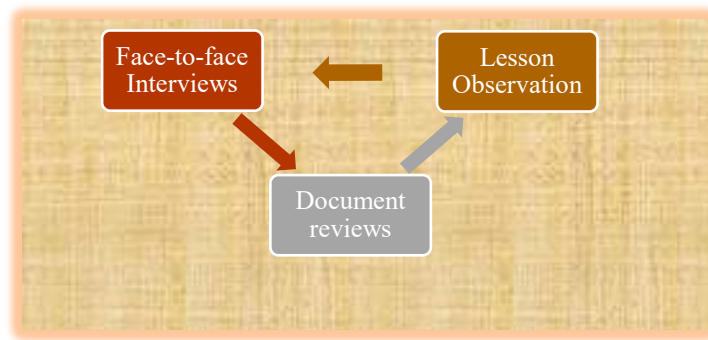 Face-to-face
Interviews
Lesson
Observation
Document
reviews